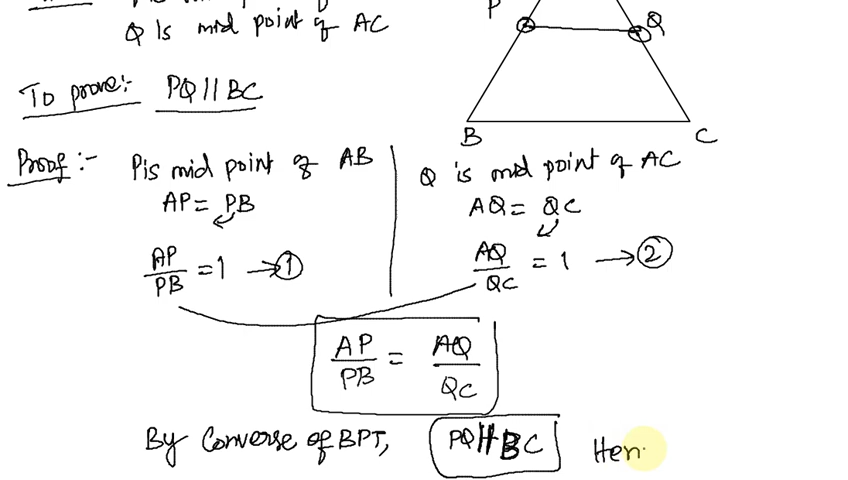 Q is mid point of AC
P
Q
To prove:- PQ||BC
B
C
Proof:- P is mid point of AB
AP = PB
AP/PB = 1 → ①
Q is mid point of AC
AQ = QC
AQ/QC = 1 → ②
AP/PB = AQ/QC
By Converse of BPT, PQ||BC Hen